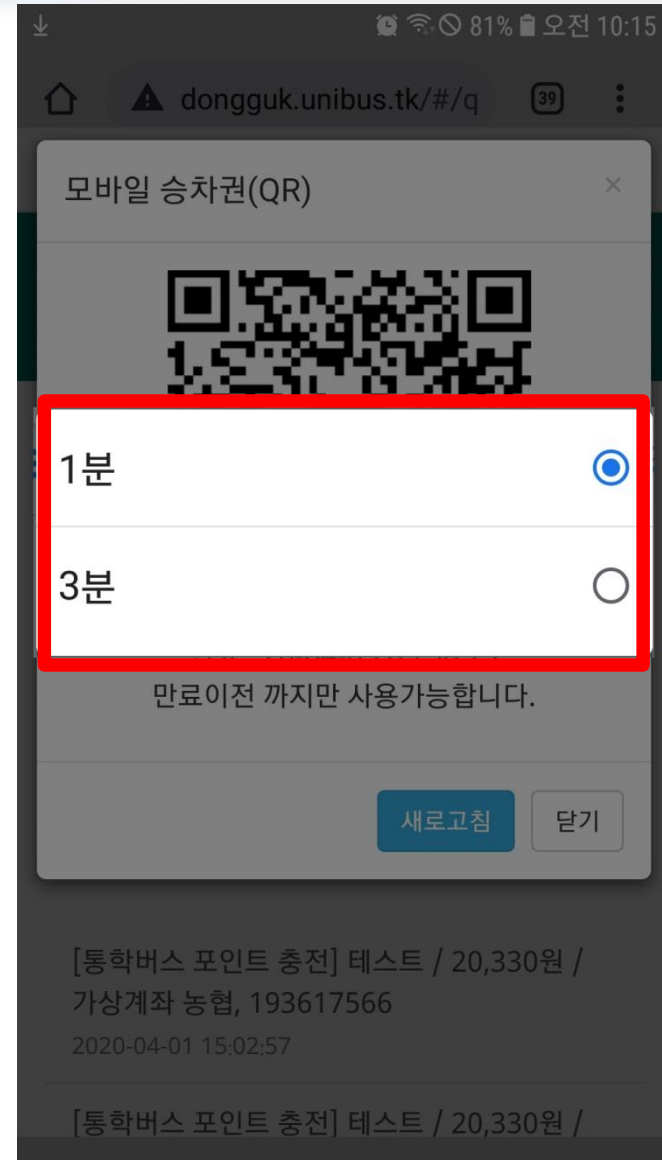 81% 오전 10:15
dongguk.unibus.tk/#/q 39
모바일 승차권(QR) ×
1분
3분
만료이전 까지만 사용가능합니다.
새로고침 닫기
[통학버스 포인트 충전] 테스트 / 20,330원 /
가상계좌 농협, 193617566
2020-04-01 15:02:57
[통학버스 포인트 충전] 테스트 / 20,330원 /